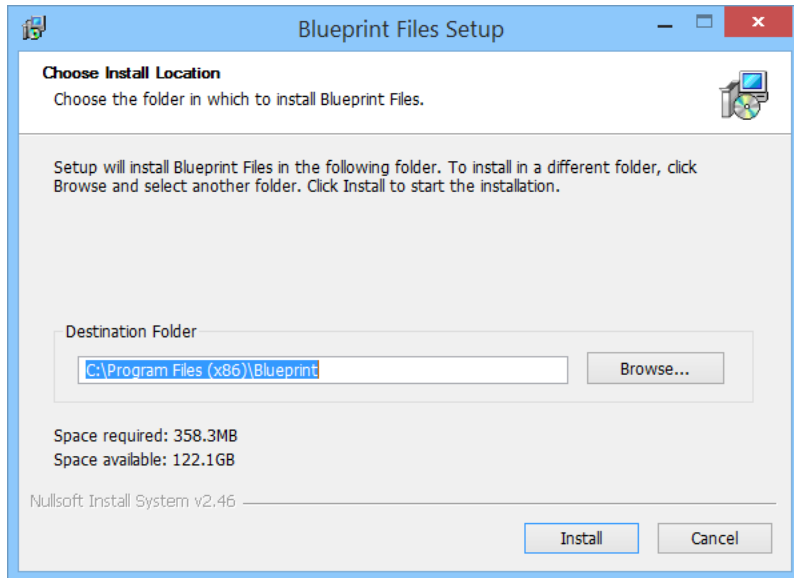 Blueprint Files Setup
Choose Install Location
Choose the folder in which to install Blueprint Files.
Setup will install Blueprint Files in the following folder. To install in a different folder, click
Browse and select another folder. Click Install to start the installation.
Destination Folder
C:\Program Files (x86)\Blueprint
Browse...
Space required: 358.3MB
Space available: 122.1GB
Nullsoft Install System v2.46
Install
Cancel